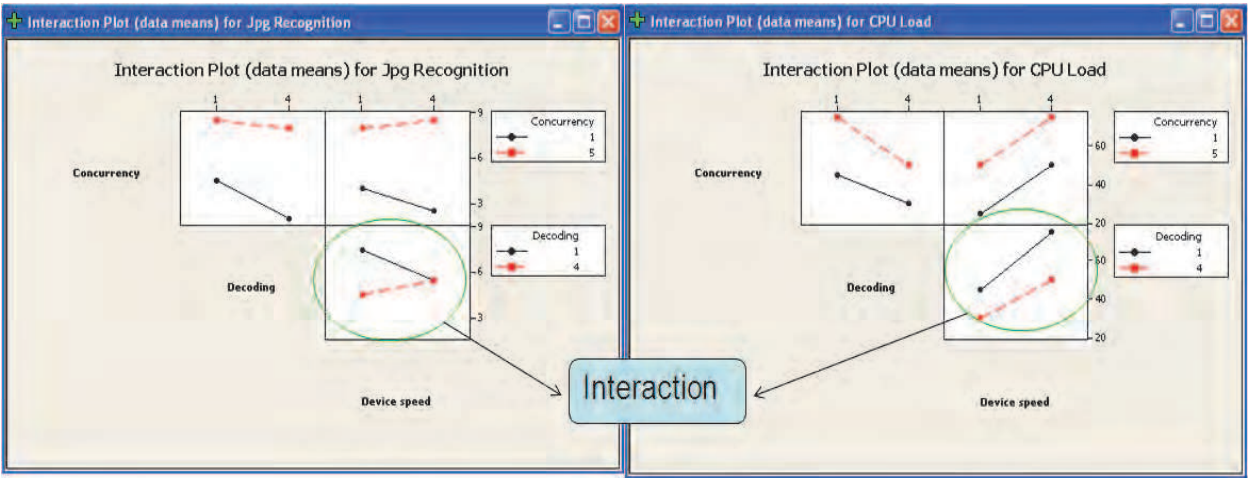 Interaction Plot (data means) for Jpg Recognition
Interaction Plot (data means) for Jpg Recognition
1 4 1 4
9
6
3
9
6
3
Concurrency
1
5
Concurrency
Decoding
1
4
Decoding
Device speed
Interaction Plot (data means) for CPU Load
Interaction Plot (data means) for CPU Load
1 4 1 4
60
40
20
60
40
20
Concurrency
1
5
Concurrency
Decoding
1
4
Decoding
Device speed
Interaction